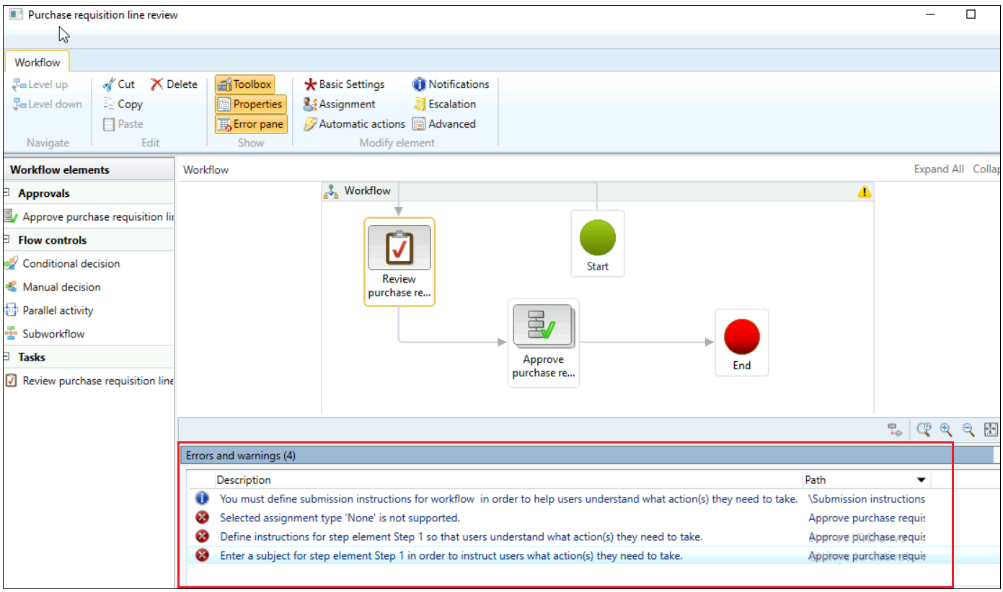 Purchase requisition line review
Workflow
Level up
Cut
Delete
Toolbox
Basic Settings
Notifications
Level down
Copy
Properties
Assignment
Escalation
Paste
Error pane
Automatic actions
Advanced
Navigate
Edit
Show
Modify element
Workflow elements
Workflow
Expand All
Collap
Approvals
Approve purchase requisition lin
Flow controls
Conditional decision
Manual decision
Parallel activity
Subworkflow
Tasks
Review purchase requisition line
Workflow
Start
Review
purchase re...
Approve
purchase re...
End
Errors and warnings (4)
Description
Path
You must define submission instructions for workflow in order to help users understand what action(s) they need to take.
\Submission instructions
Selected assignment type 'None' is not supported.
Approve purchase requis
Define instructions for step element Step 1 so that users understand what action(s) they need to take.
Approve purchase requis
Enter a subject for step element Step 1 in order to instruct users what action(s) they need to take.
Approve purchase requis